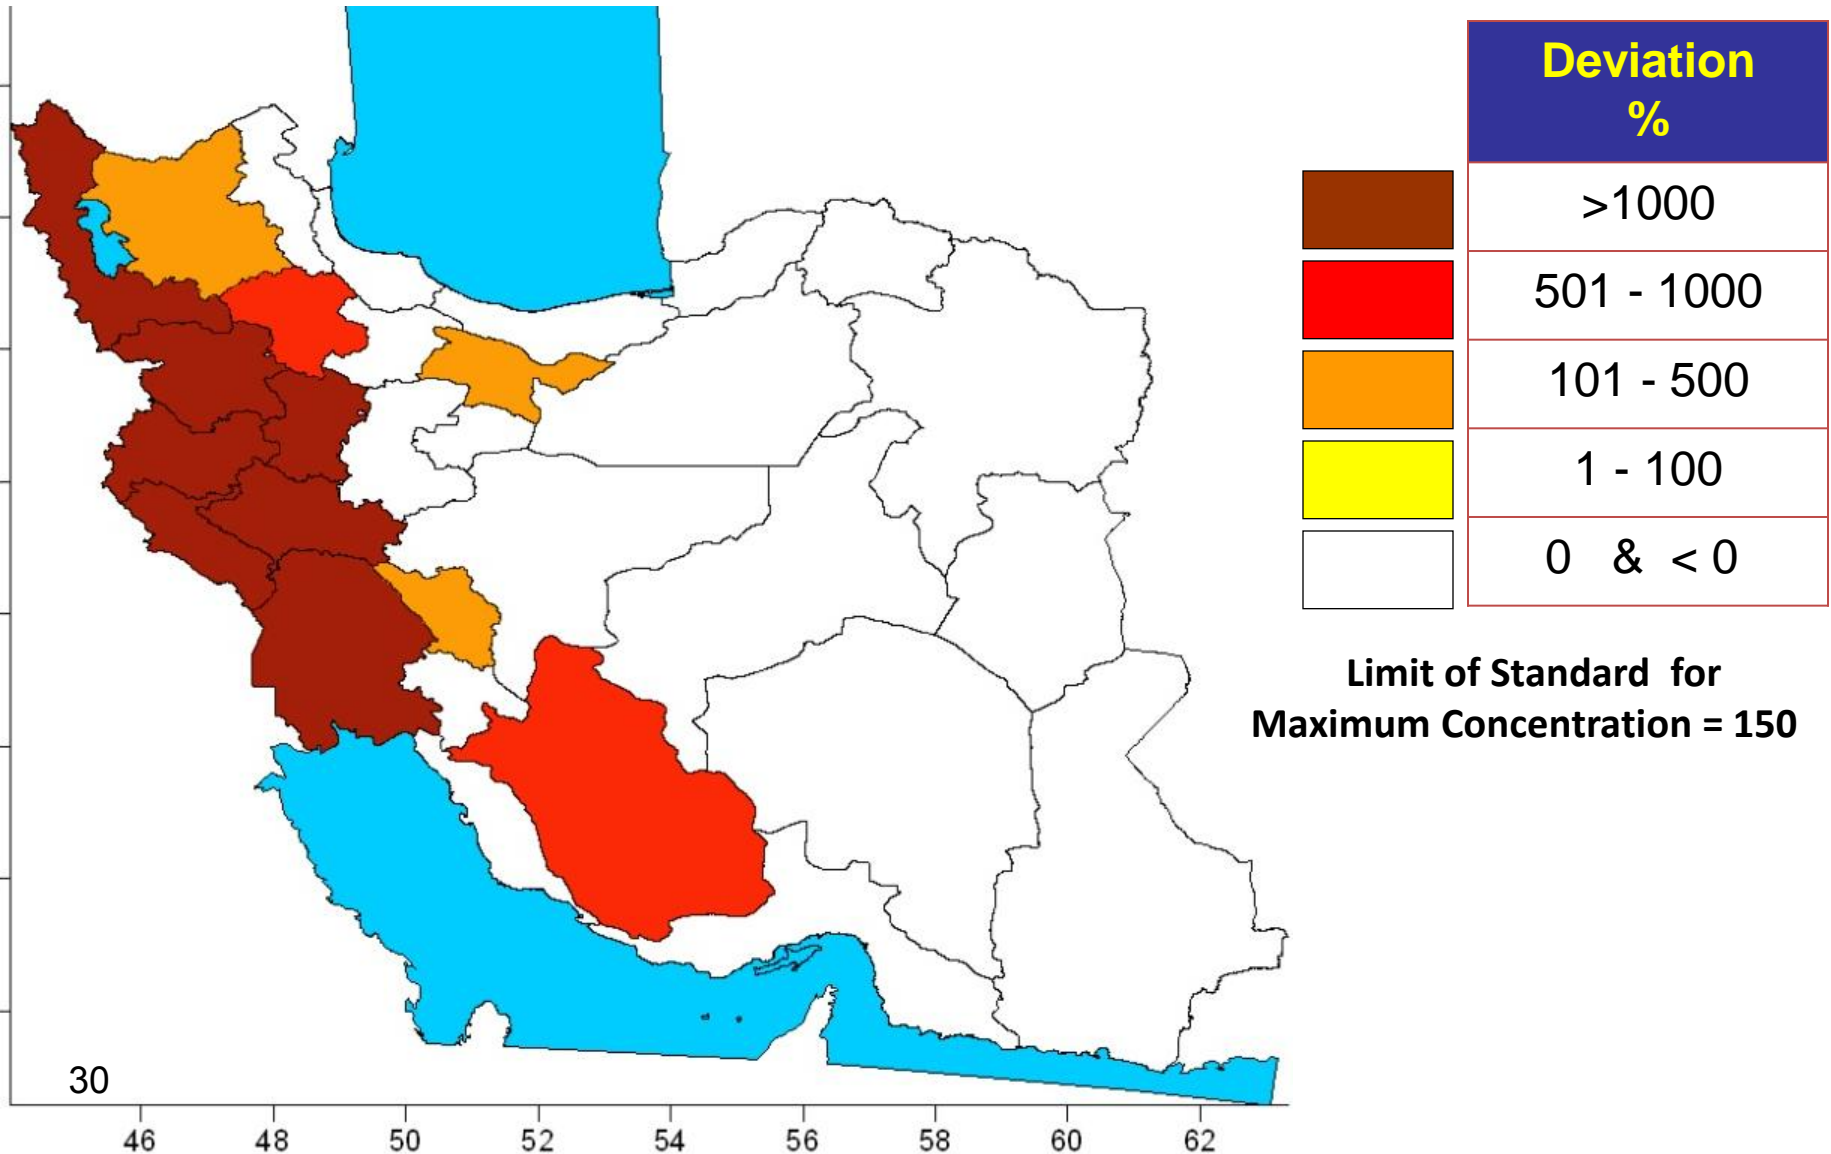 Deviation
%
>1000
501 - 1000
101 - 500
1 - 100
0 & < 0
Limit of Standard for
Maximum Concentration = 150
30
46 48 50 52 54 56 58 60 62